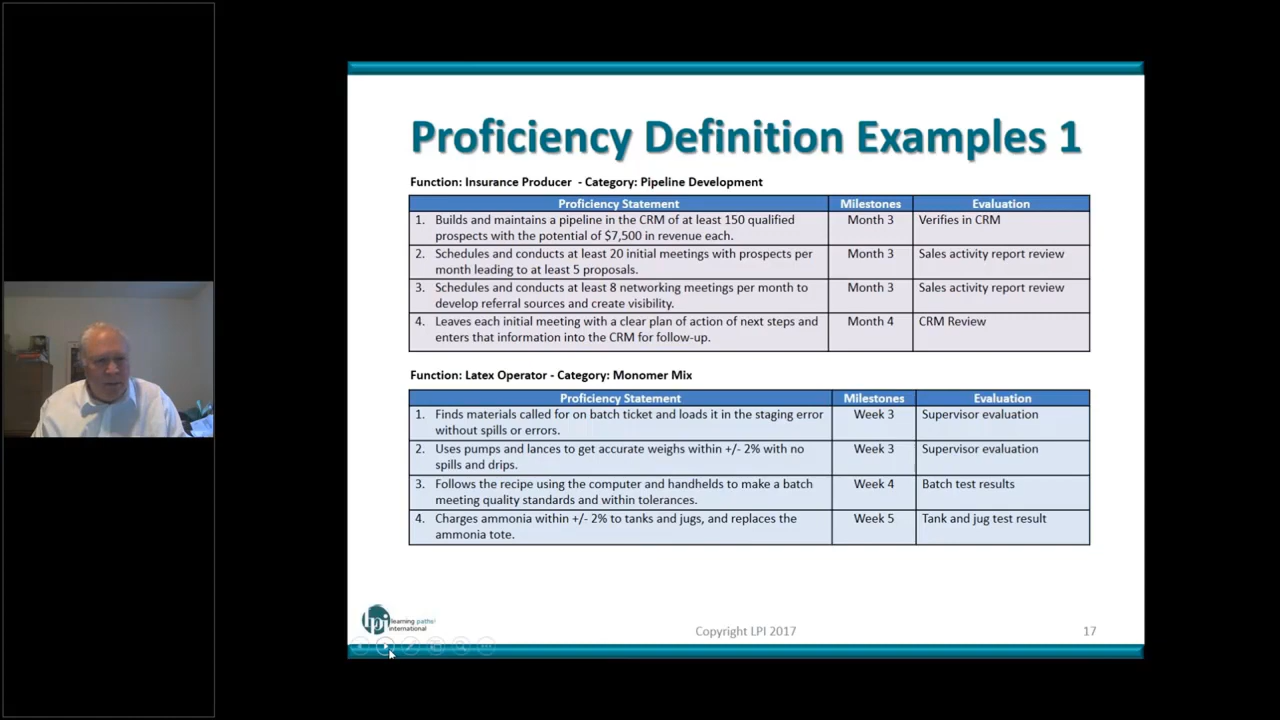 Proficiency Definition Examples 1
Function: Insurance Producer - Category: Pipeline Development
Proficiency Statement Milestones Evaluation
1. Builds and maintains a pipeline in the CRM of at least 150 qualified Month 3 Verifies in CRM
prospects with the potential of $7,500 in revenue each.
2. Schedules and conducts at least 20 initial meetings with prospects per Month 3 Sales activity report review
month leading to at least 5 proposals.
3. Schedules and conducts at least 8 networking meetings per month to Month 3 Sales activity report review
develop referral sources and create visibility.
4. Leaves each initial meeting with a clear plan of action of next steps and Month 4 CRM Review
enters that information into the CRM for follow-up.
Function: Latex Operator - Category: Monomer Mix
Proficiency Statement Milestones Evaluation
1. Finds materials called for on batch ticket and loads it in the staging error Week 3 Supervisor evaluation
without spills or errors.
2. Uses pumps and lances to get accurate weighs within +/- 2% with no Week 3 Supervisor evaluation
spills and drips.
3. Follows the recipe using the computer and handhelds to make a batch Week 4 Batch test results
meeting quality standards and within tolerances.
4. Charges ammonia within +/- 2% to tanks and jugs, and replaces the Week 5 Tank and jug test result
ammonia tote.
lpi learning paths
international
Copyright LPI 2017
17